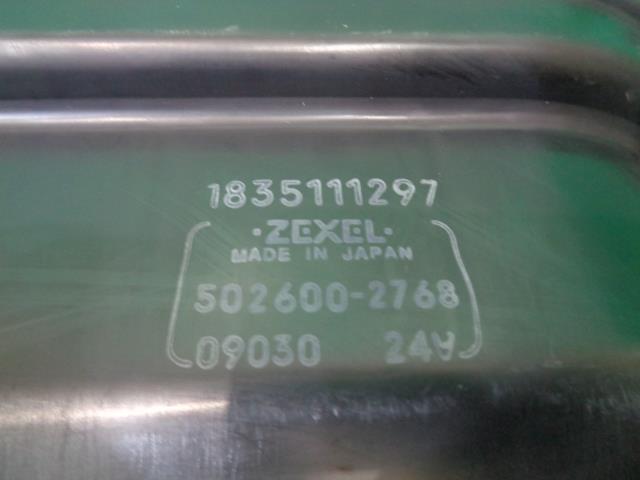 1835111297
·ZEXEL·
MADE IN JAPAN
502600-2768
09030 24V